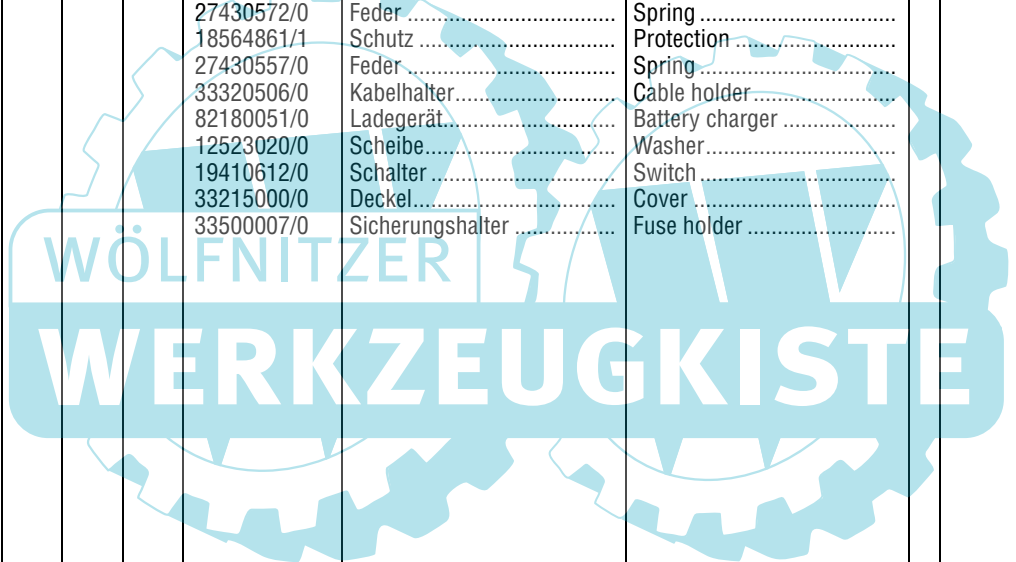 27430572/0 Feder ................................... Spring .................................
18564861/1 Schutz ................................. Protection ...........................
27430557/0 Feder ................................... Spring .................................
33320506/0 Kabelhalter ........................... Cable holder ........................
82180051/0 Ladegerät ............................. Battery charger ...................
12523020/0 Scheibe ................................ Washer ................................
19410612/0 Schalter ............................... Switch .................................
33215000/0 Deckel .................................. Cover ..................................
33500007/0 Sicherungshalter ................. Fuse holder .........................
WÖLFNITZER
WERKZEUGKISTE